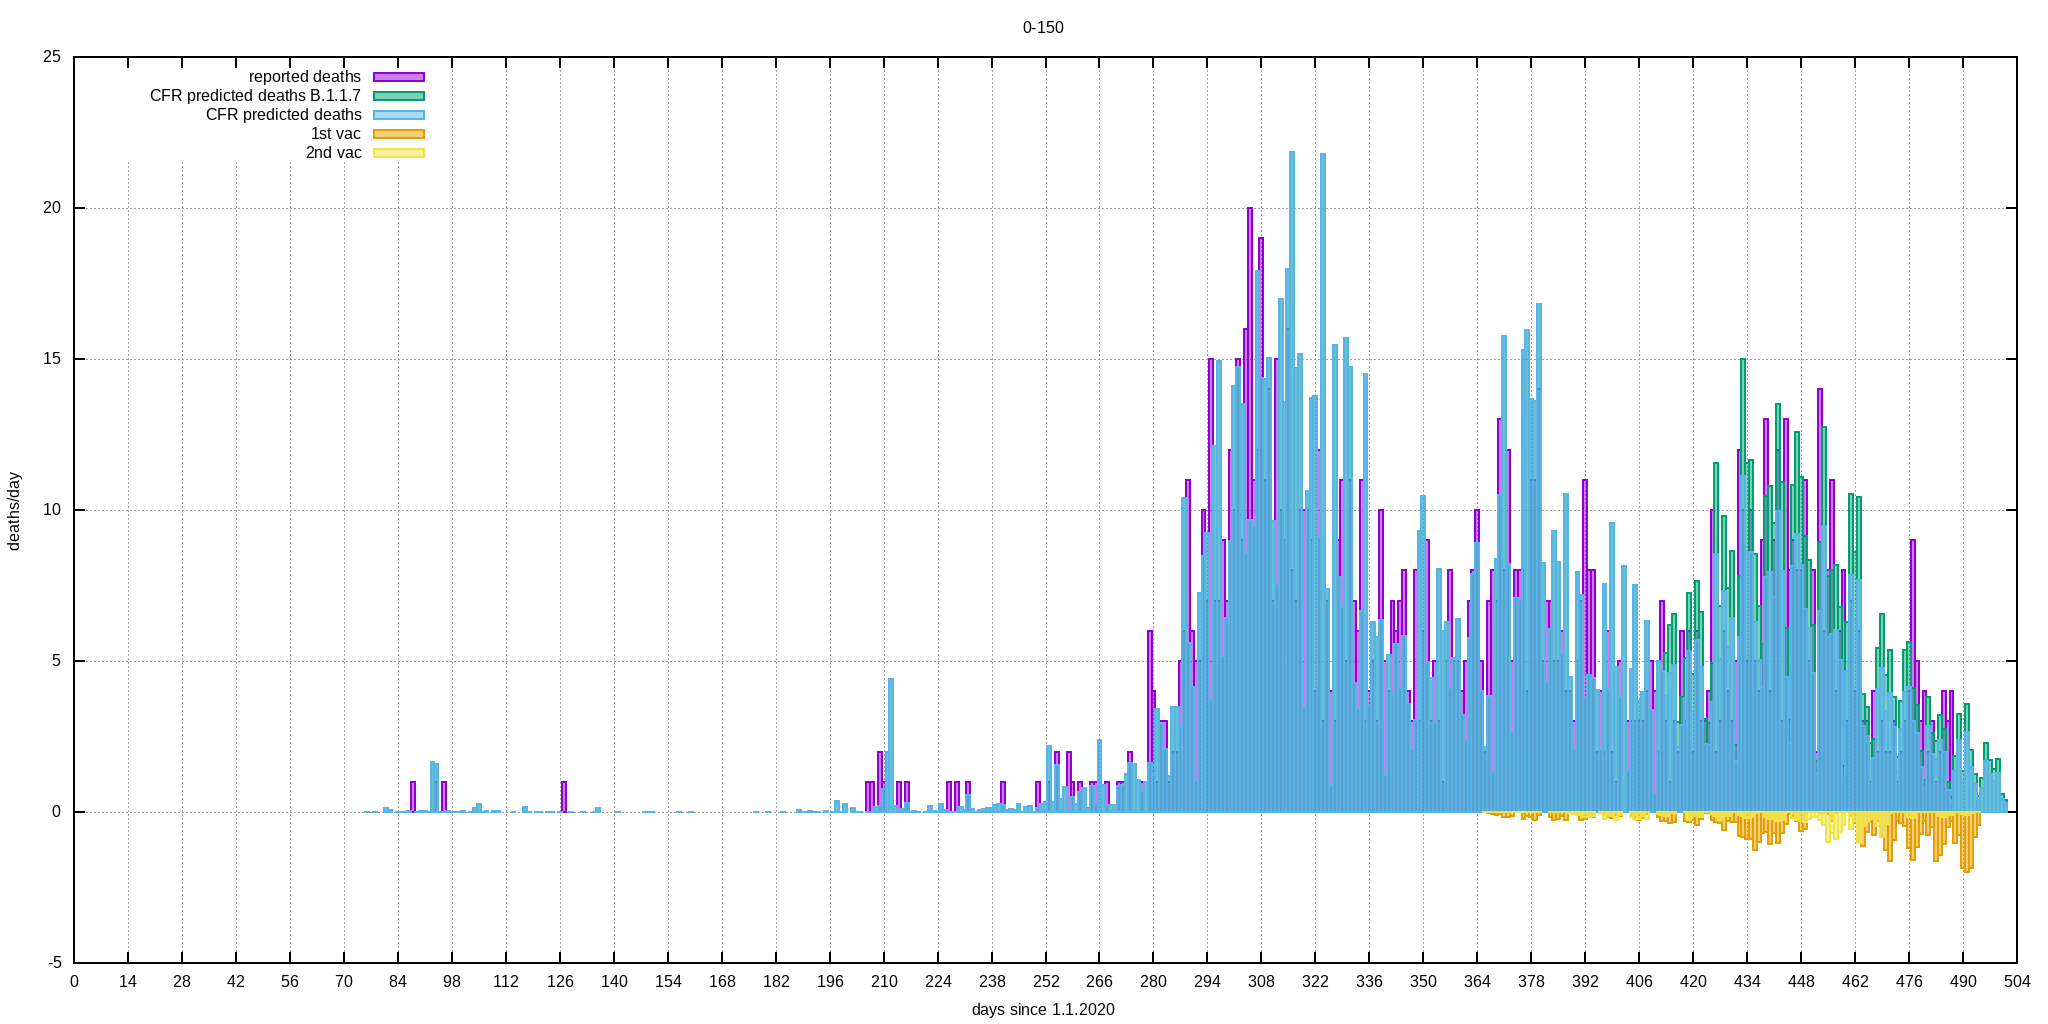 0-150
reported deaths
CFR predicted deaths B.1.1.7
CFR predicted deaths
1st vac
2nd vac
25
20
15
10
5
0
-5
deaths/day
0 14 28 42 56 70 84 98 112 126 140 154 168 182 196 210 224 238 252 266 280 294 308 322 336 350 364 378 392 406 420 434 448 462 476 490 504
days since 1.1.2020